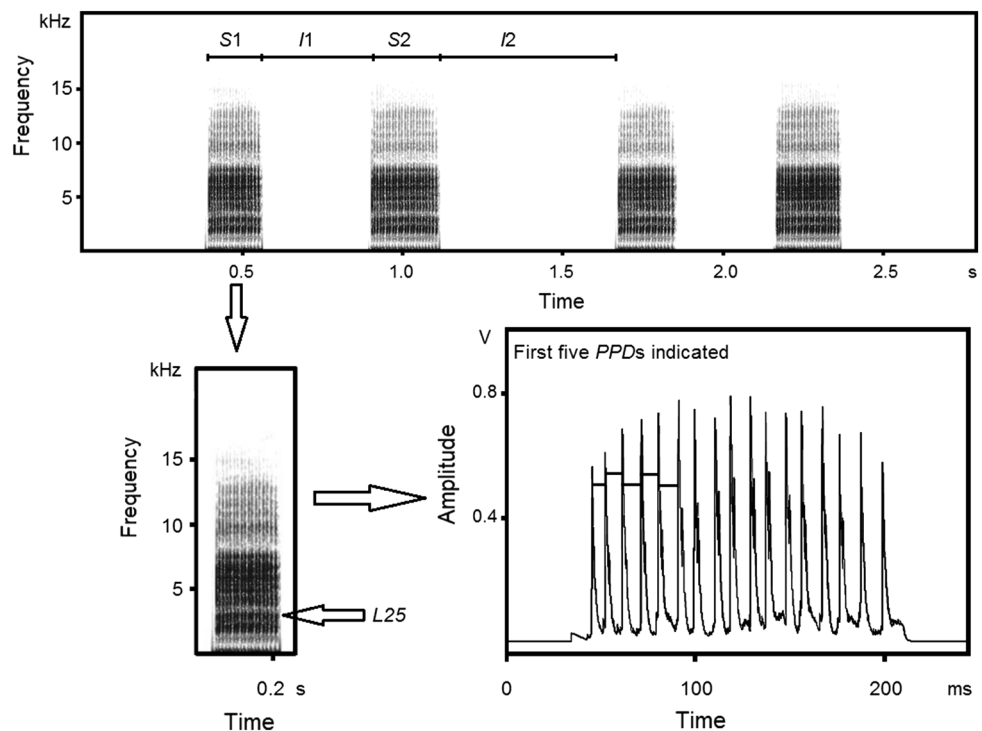 kHz
S1 I1 S2 I2
15
10
5
Frequency
0.5 1.0 1.5 2.0 2.5 s
Time
kHz
15
10
5
Frequency
L25
0.2 s
Time
V
First five PPDs indicated
0.8
0.4
Amplitude
0 100 200 ms
Time